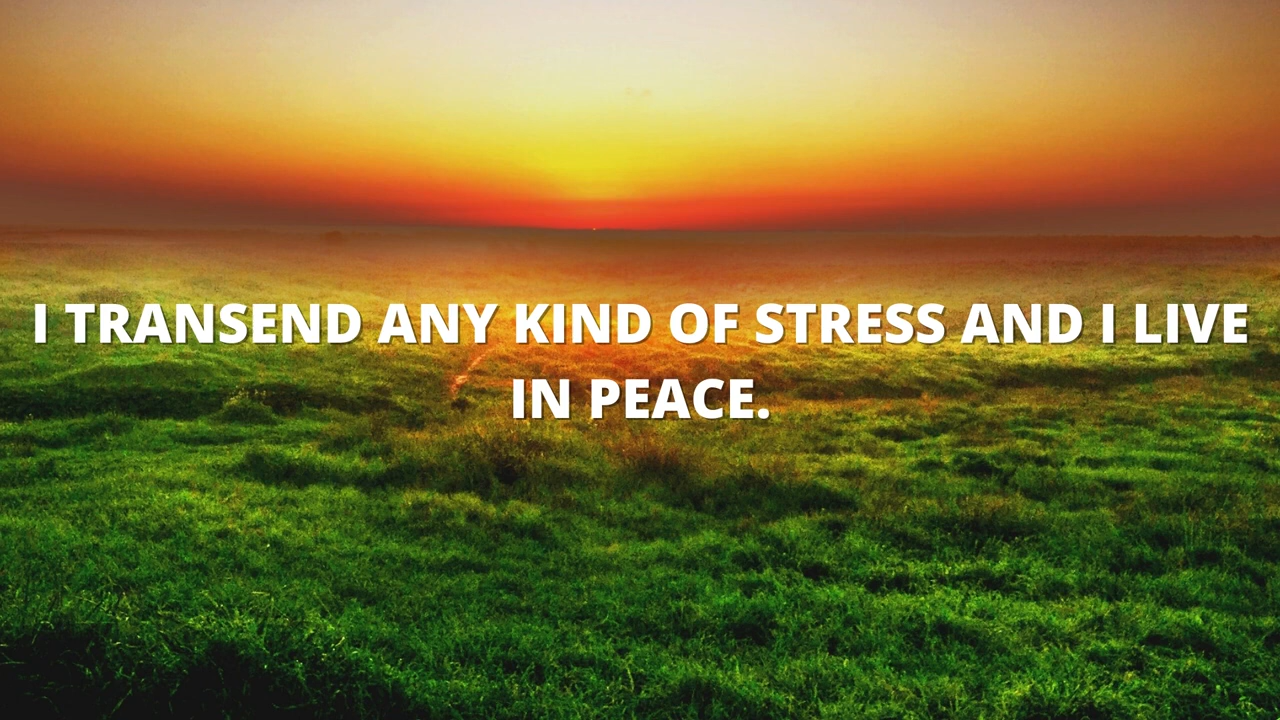 I TRANSEND ANY KIND OF STRESS AND I LIVE
IN PEACE.